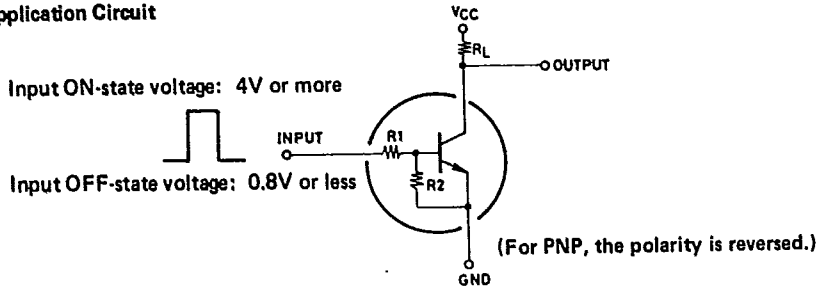 pplication Circuit
VCC
RL
OUTPUT
Input ON-state voltage: 4V or more
INPUT
R1
R2
Input OFF-state voltage: 0.8V or less
(For PNP, the polarity is reversed.)
GND